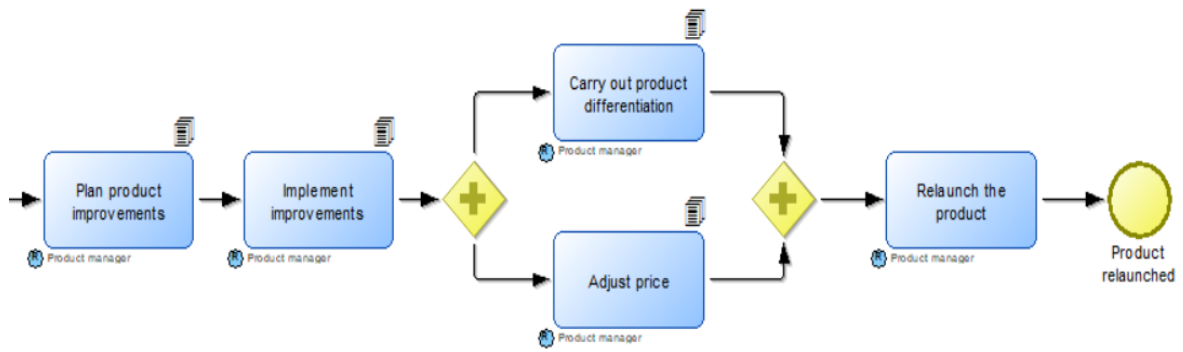 Plan product
improvements
Product manager
Implement
improvements
Product manager
Carry out product
differentiation
Product manager
Adjust price
Product manager
Relaunch the
product
Product manager
Product
relaunched